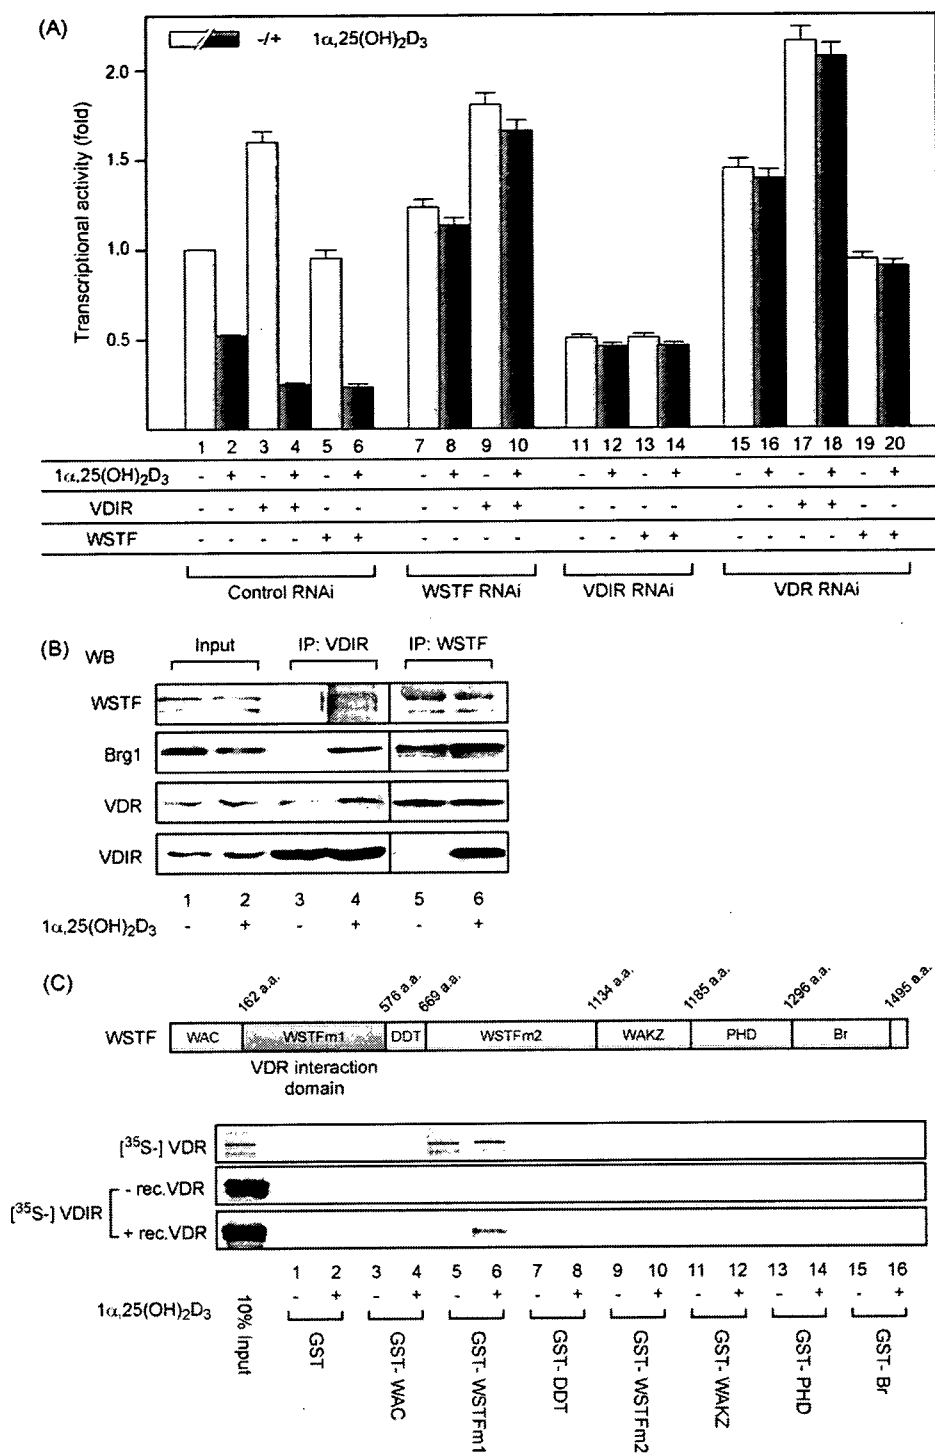 (A)
-/+ 1α,25(OH)₂D₃
Transcriptional activity (fold)
2.0
1.5
1.0
0.5
1 2 3 4 5 6 7 8 9 10 11 12 13 14 15 16 17 18 19 20
1α,25(OH)₂D₃ - + - + - + - + - + - + - + - + - + - +
VDIR - - + + - - - - + + - - - - - - + + - -
WSTF - - - - + + - - - - - - + + - - - - + +
Control RNAi WSTF RNAi VDIR RNAi VDR RNAi
(B) WB Input IP: VDIR IP: WSTF
WSTF
Brg1
VDR
VDIR
1 2 3 4 5 6
1α,25(OH)₂D₃ - + - + - +
(C)
162 a.a. 576 a.a. 669 a.a. 1134 a.a. 1185 a.a. 1296 a.a. 1495 a.a.
WSTF WAC WSTFm1 DDT WSTFm2 WAKZ PHD Br
VDR interaction
domain
[³⁵S-] VDR
[³⁵S-] VDIR
- rec.VDR
+ rec.VDR
1 2 3 4 5 6 7 8 9 10 11 12 13 14 15 16
1α,25(OH)₂D₃ - + - + - + - + - + - + - + - +
10% Input GST GST- WAC GST- WSTFm1 GST- DDT GST- WSTFm2 GST- WAKZ GST- PHD GST- Br